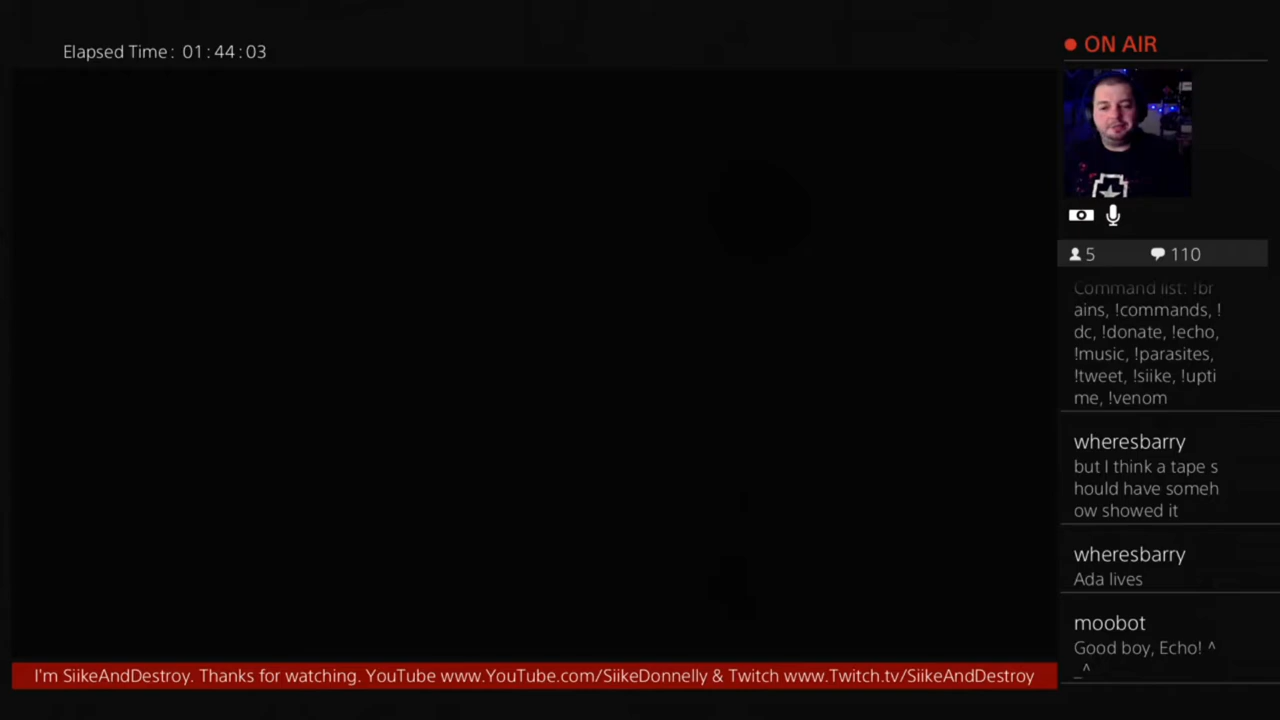 Elapsed Time: 01:44:03
ON AIR
5 110
Command list: !br
ains, !commands, !
dc, !donate, !echo,
!music, !parasites,
!tweet, !siike, !upti
me, !venom
wheresbarry
but I think a tape s
hould have someh
ow showed it
wheresbarry
Ada lives
moobot
Good boy, Echo! ^
_^
I'm SiikeAndDestroy. Thanks for watching. YouTube www.YouTube.com/SiikeDonnelly & Twitch www.Twitch.tv/SiikeAndDestroy